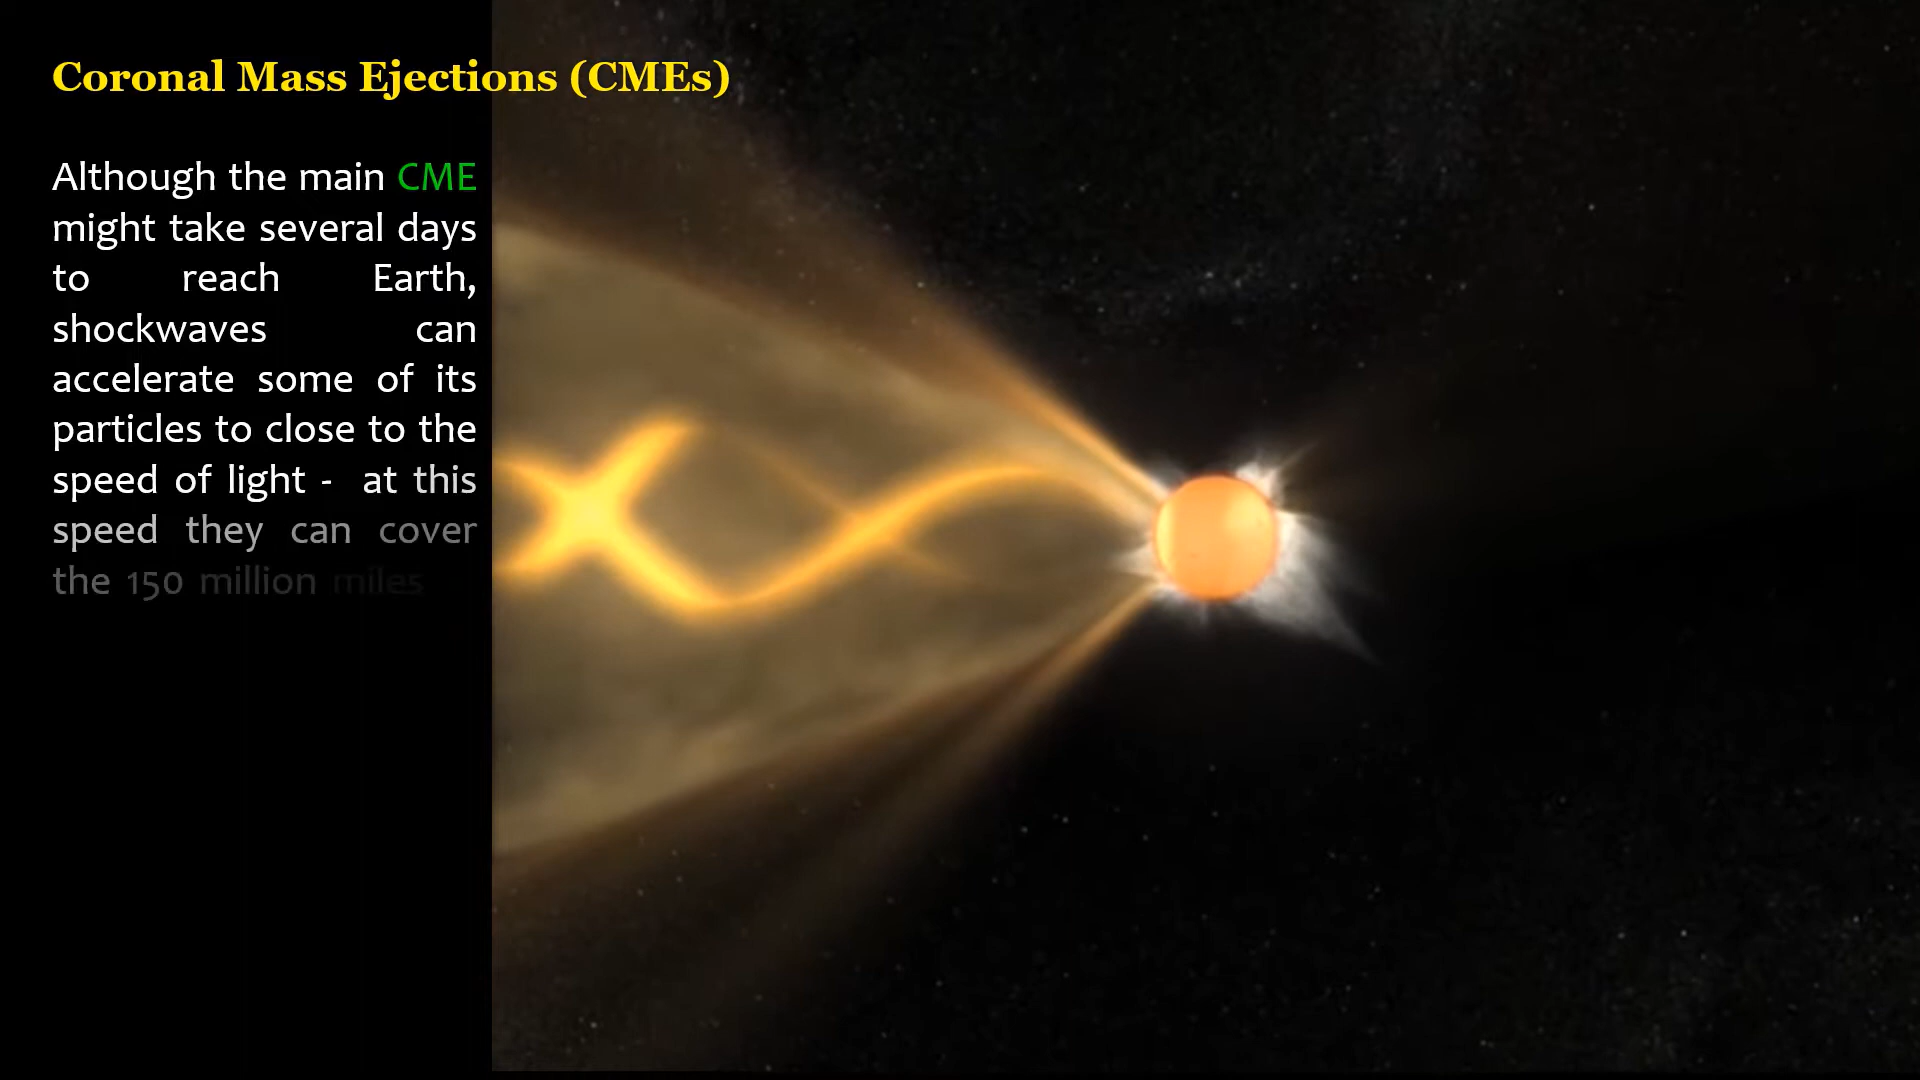 Coronal Mass Ejections (CMEs)
Although the main CME
might take several days
to reach Earth,
shockwaves can
accelerate some of its
particles to close to the
speed of light - at this
speed they can cover
the 150 million miles